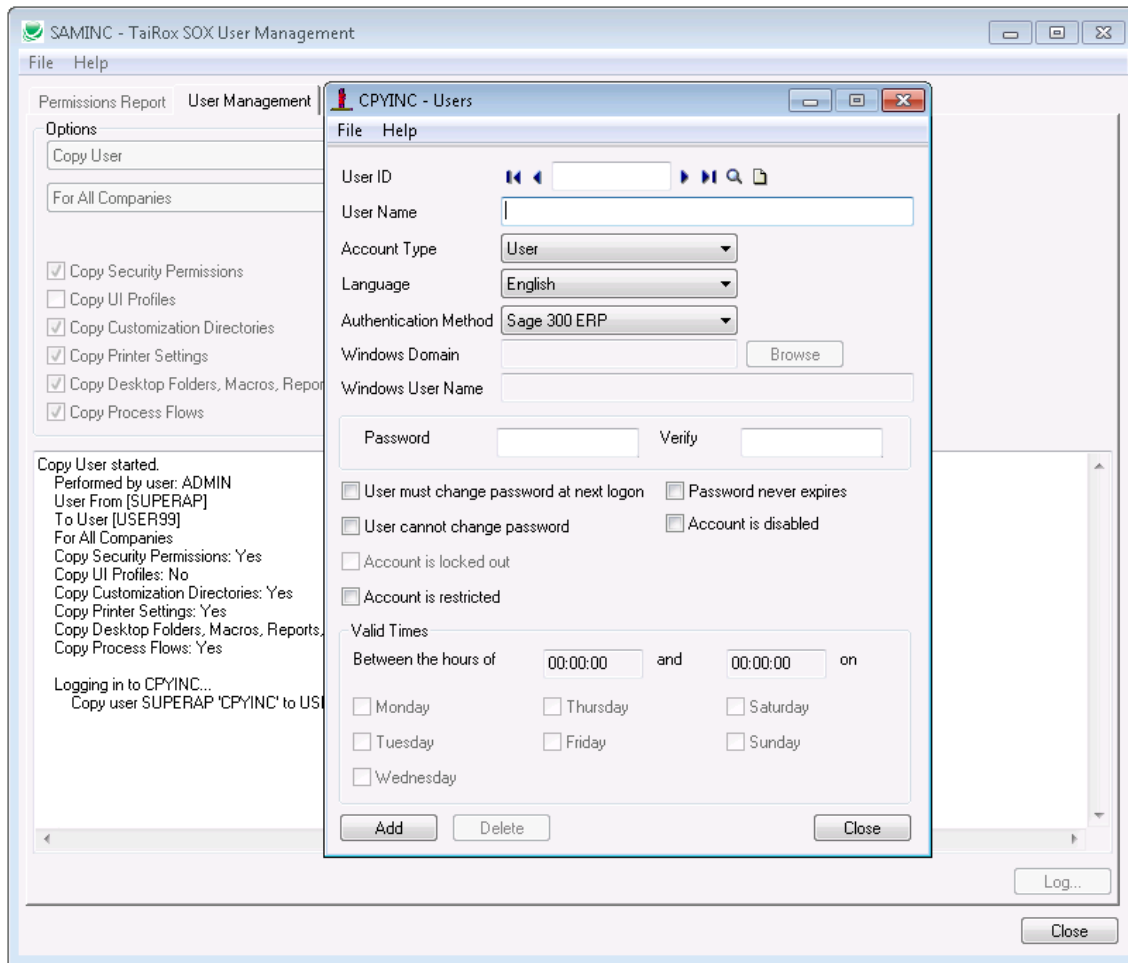 SAMINC - TaiRox SOX User Management
File Help
Permissions Report User Management
Options
Copy User
For All Companies
Copy Security Permissions
Copy UI Profiles
Copy Customization Directories
Copy Printer Settings
Copy Desktop Folders, Macros, Repor
Copy Process Flows
Copy User started.
Performed by user: ADMIN
User From [SUPERAP]
To User [USER99]
For All Companies
Copy Security Permissions: Yes
Copy UI Profiles: No
Copy Customization Directories: Yes
Copy Printer Settings: Yes
Copy Desktop Folders, Macros, Reports,
Copy Process Flows: Yes
Logging in to CPYINC...
Copy user SUPERAP 'CPYINC' to USI
Log...
Close
CPYINC - Users
File Help
User ID
User Name
Account Type User
Language English
Authentication Method Sage 300 ERP
Windows Domain Browse
Windows User Name
Password Verify
User must change password at next logon Password never expires
User cannot change password Account is disabled
Account is locked out
Account is restricted
Valid Times
Between the hours of 00:00:00 and 00:00:00 on
Monday Thursday Saturday
Tuesday Friday Sunday
Wednesday
Add Delete Close